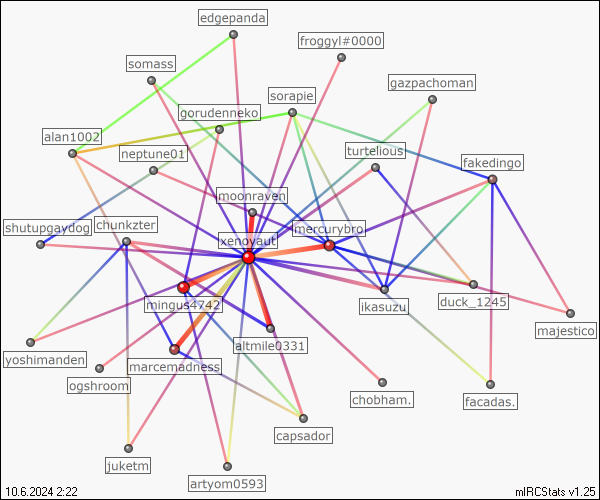 edgepanda
froggyl#0000
somass
gazpachoman
sorapie
gorudenneko
alan1002
neptune01
turtelious
fakedingo
moonraven
shutupgaydog
chunkzter
mercurybro
xenovaut
mingus4742
ikasuzu
duck_1245
majestico
altmile0331
yoshimanden
marcemadness
ogshroom
chobham.
facadas.
capsador
juketm
artyom0593
10.6.2024 2:22
mIRCStats v1.25